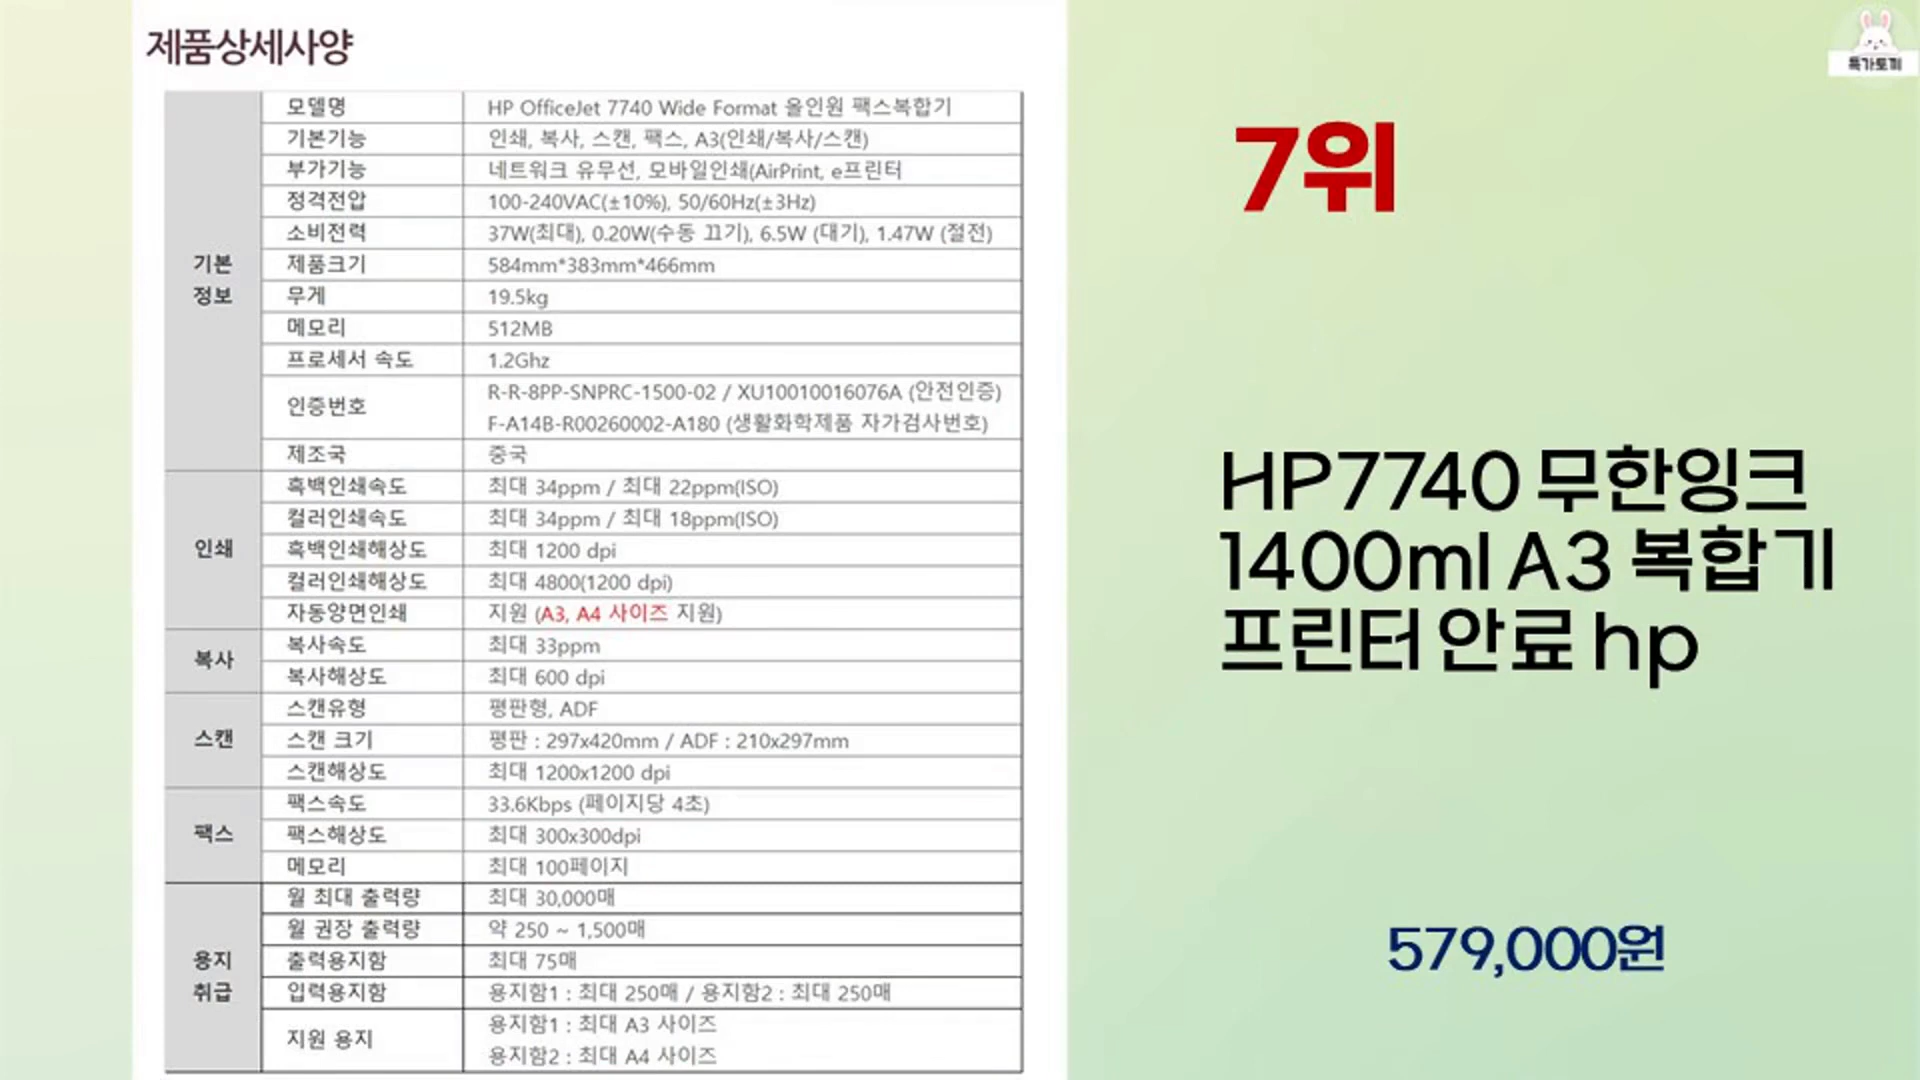 제품상세사양
기본
정보
모델명 HP OfficeJet 7740 Wide Format 올인원 팩스복합기
기본기능 인쇄, 복사, 스캔, 팩스, A3(인쇄/복사/스캔)
부가기능 네트워크 유무선, 모바일인쇄(AirPrint, e프린터
정격전압 100-240VAC(±10%), 50/60Hz(±3Hz)
소비전력 37W(최대), 0.20W(수동 끄기), 6.5W (대기), 1.47W (절전)
제품크기 584mm*383mm*466mm
무게 19.5kg
메모리 512MB
프로세서 속도 1.2Ghz
인증번호 R-R-8PP-SNPRC-1500-02 / XU10010016076A (안전인증)
F-A14B-R00260002-A180 (생활화학제품 자가검사번호)
제조국 중국
인쇄
흑백인쇄속도 최대 34ppm / 최대 22ppm(ISO)
컬러인쇄속도 최대 34ppm / 최대 18ppm(ISO)
흑백인쇄해상도 최대 1200 dpi
컬러인쇄해상도 최대 4800(1200 dpi)
자동양면인쇄 지원 (A3, A4 사이즈 지원)
복사
복사속도 최대 33ppm
복사해상도 최대 600 dpi
스캔
스캔유형 평판형, ADF
스캔 크기 평판 : 297x420mm / ADF : 210x297mm
스캔해상도 최대 1200x1200 dpi
팩스
팩스속도 33.6Kbps (페이지당 4초)
팩스해상도 최대 300x300dpi
메모리 최대 100페이지
용지
취급
월 최대 출력량 최대 30,000매
월 권장 출력량 약 250 ~ 1,500매
출력용지함 최대 75매
입력용지함 용지함1 : 최대 250매 / 용지함2 : 최대 250매
지원 용지 용지함1 : 최대 A3 사이즈
용지함2 : 최대 A4 사이즈
특가토끼
7위
HP7740 무한잉크
1400ml A3 복합기
프린터 안료 hp
579,000원